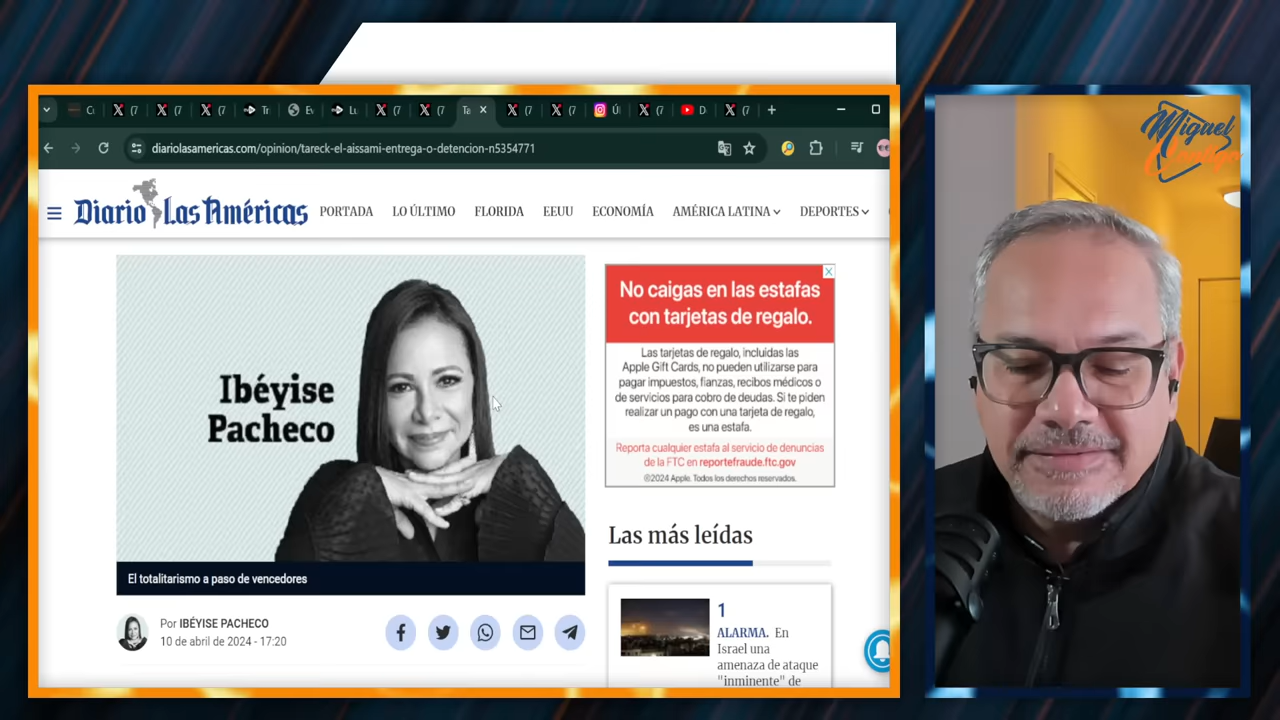 diariolasamericas.com/opinion/tareck-el-aissami-entrega-o-detencion-n5354771
Diario Las Américas
PORTADA
LO ÚLTIMO
FLORIDA
EEUU
ECONOMÍA
AMÉRICA LATINA
DEPORTES
Ibéyise
Pacheco
El totalitarismo a paso de vencedores
Por IBÉYISE PACHECO
10 de abril de 2024 - 17:20
No caigas en las estafas
con tarjetas de regalo.
Las tarjetas de regalo, incluidas las
Apple Gift Cards, no pueden utilizarse para
pagar impuestos, fianzas, recibos médicos o
de servicios para cobro de deudas. Si te piden
realizar un pago con una tarjeta de regalo,
es una estafa.
Reporta cualquier estafa al servicio de denuncias
de la FTC en reportefraude.ftc.gov
©2024 Apple. Todos los derechos reservados.
Las más leídas
1
ALARMA. En
Israel una
amenaza de ataque
"inminente" de
Miguel